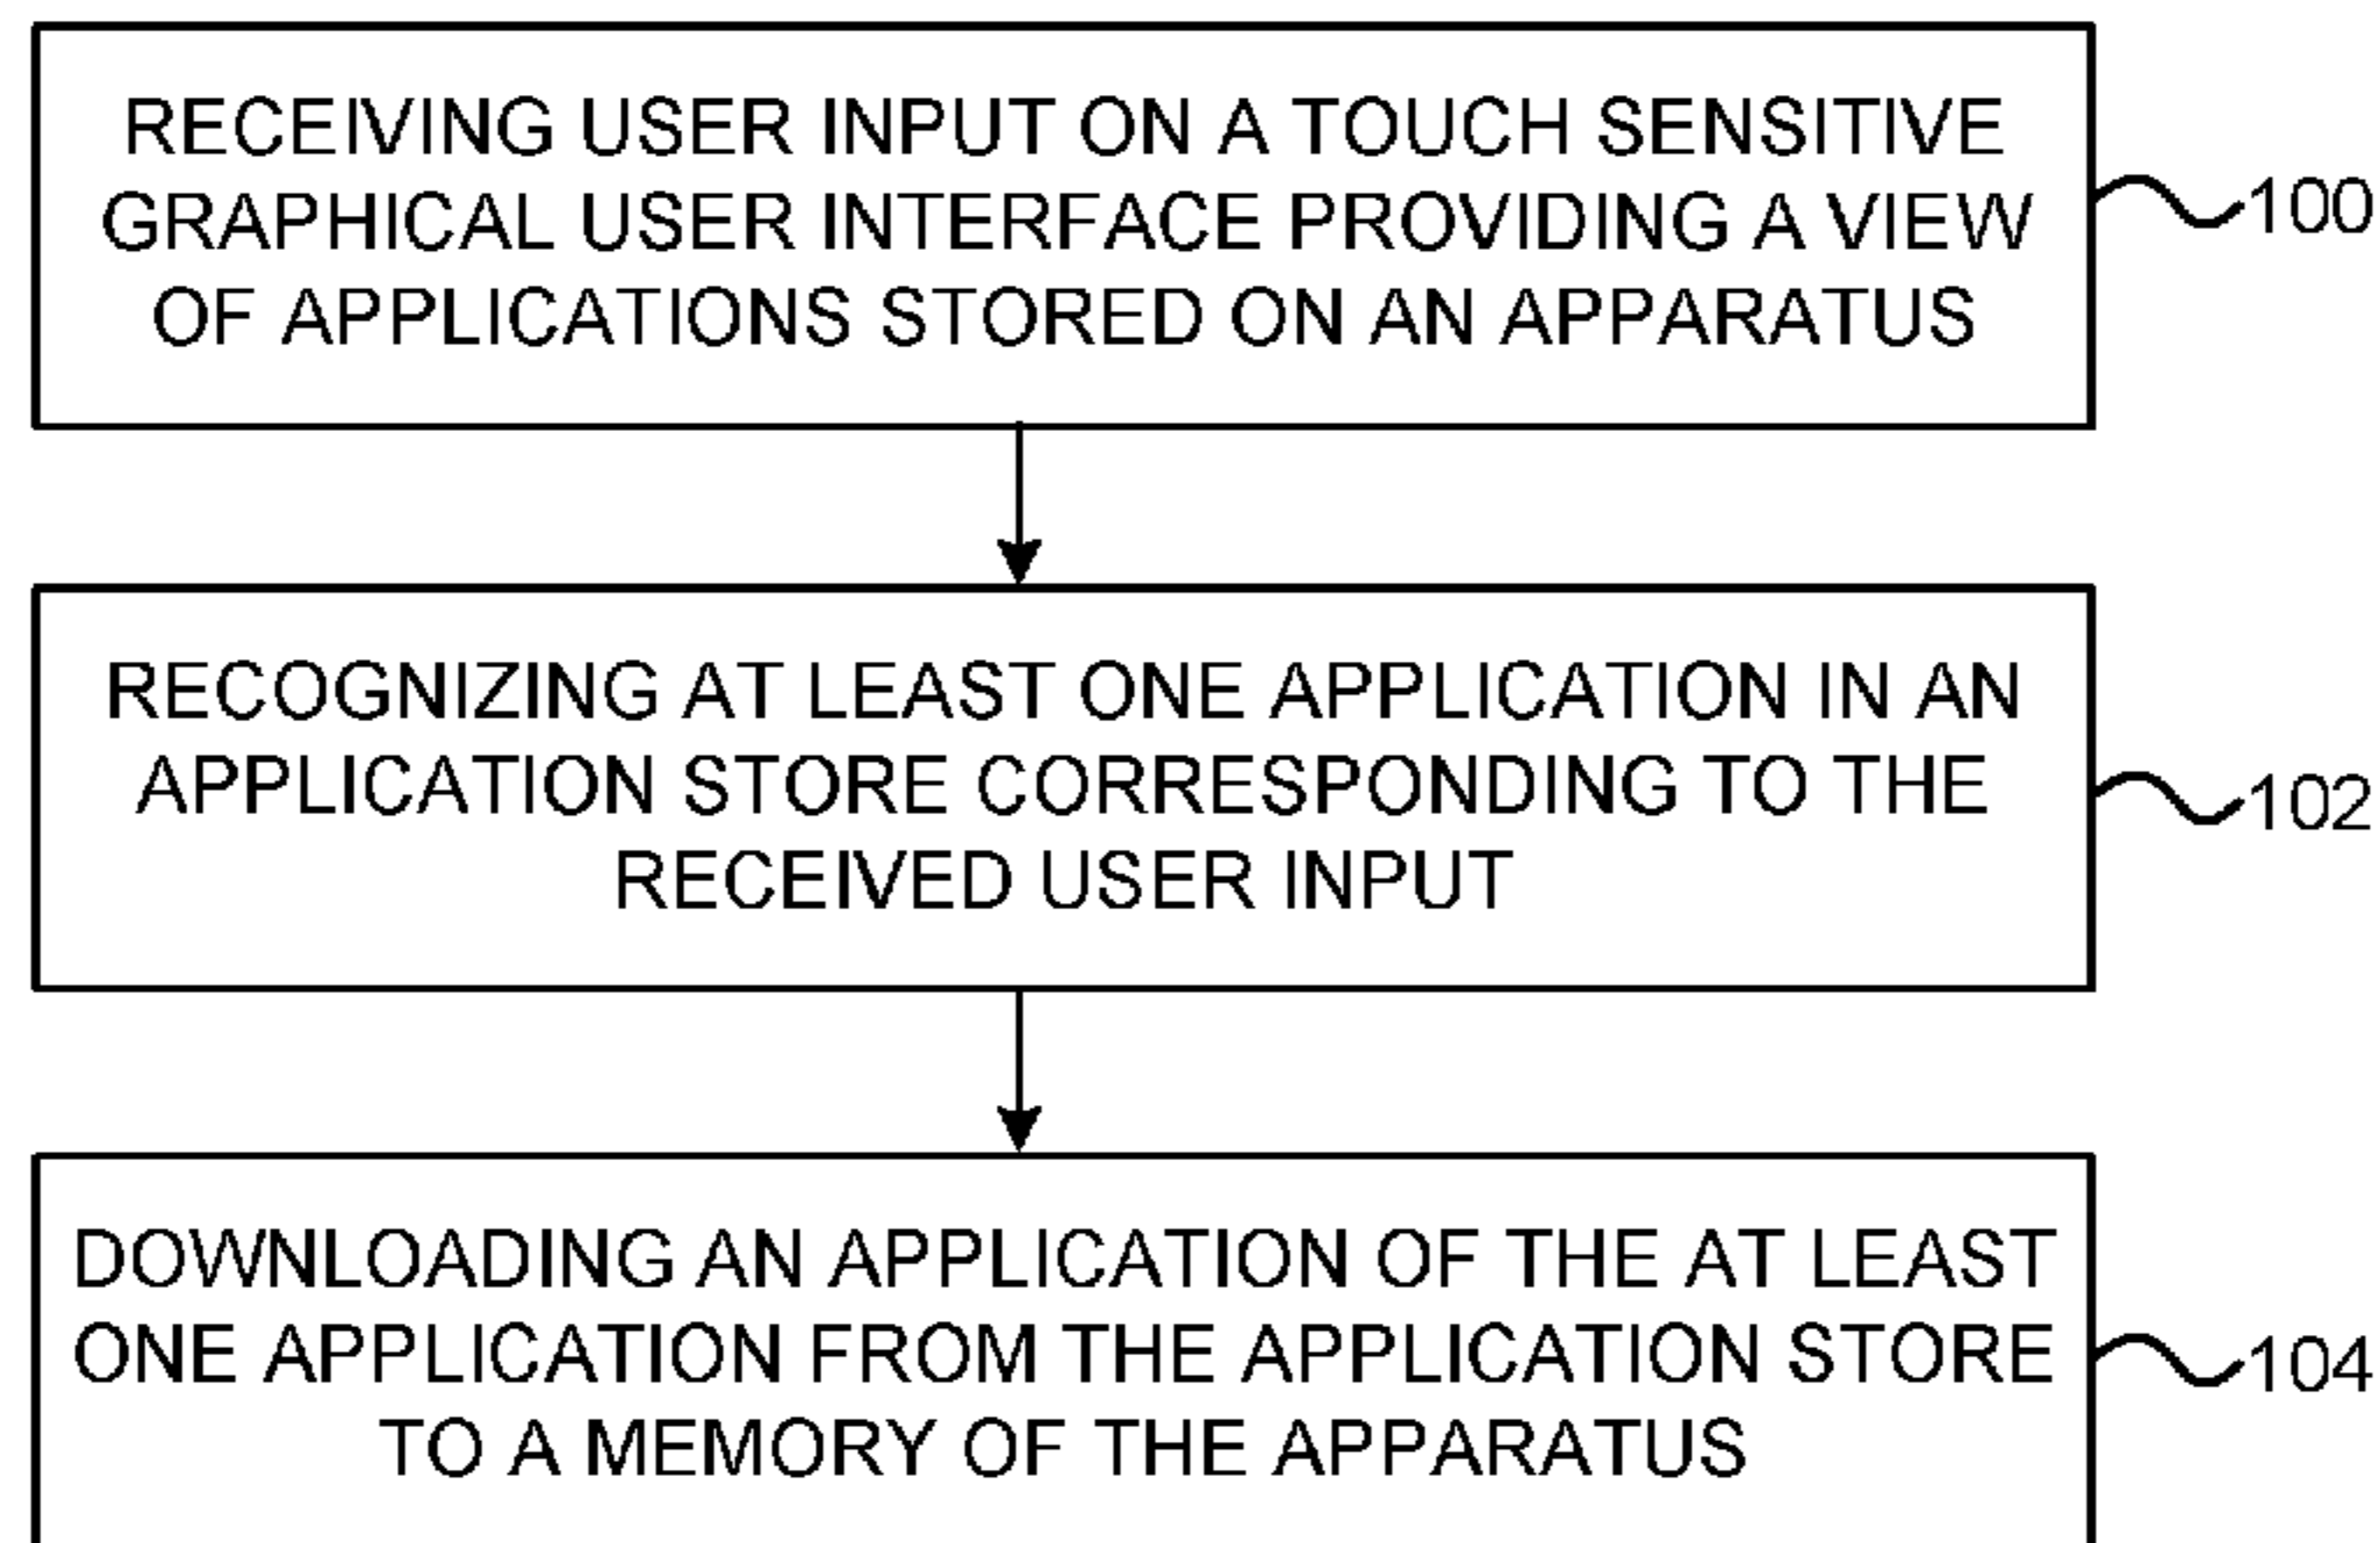 RECEIVING USER INPUT ON A TOUCH SENSITIVE
GRAPHICAL USER INTERFACE PROVIDING A VIEW
OF APPLICATIONS STORED ON AN APPARATUS
100
RECOGNIZING AT LEAST ONE APPLICATION IN AN
APPLICATION STORE CORRESPONDING TO THE
RECEIVED USER INPUT
102
DOWNLOADING AN APPLICATION OF THE AT LEAST
ONE APPLICATION FROM THE APPLICATION STORE
TO A MEMORY OF THE APPARATUS
104